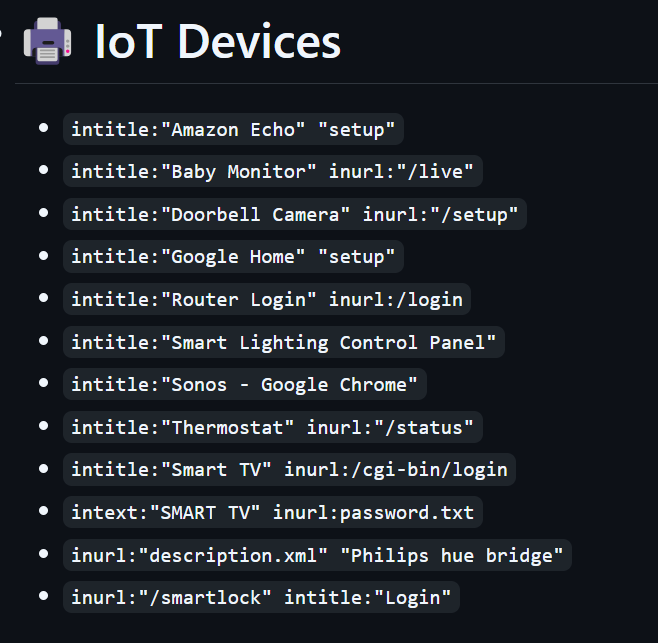 IoT Devices
intitle:"Amazon Echo" "setup"
intitle:"Baby Monitor" inurl:"/live"
intitle:"Doorbell Camera" inurl:"/setup"
intitle:"Google Home" "setup"
intitle:"Router Login" inurl:/login
intitle:"Smart Lighting Control Panel"
intitle:"Sonos - Google Chrome"
intitle:"Thermostat" inurl:"/status"
intitle:"Smart TV" inurl:/cgi-bin/login
intext:"SMART TV" inurl:password.txt
inurl:"description.xml" "Philips hue bridge"
inurl:"/smartlock" intitle:"Login"